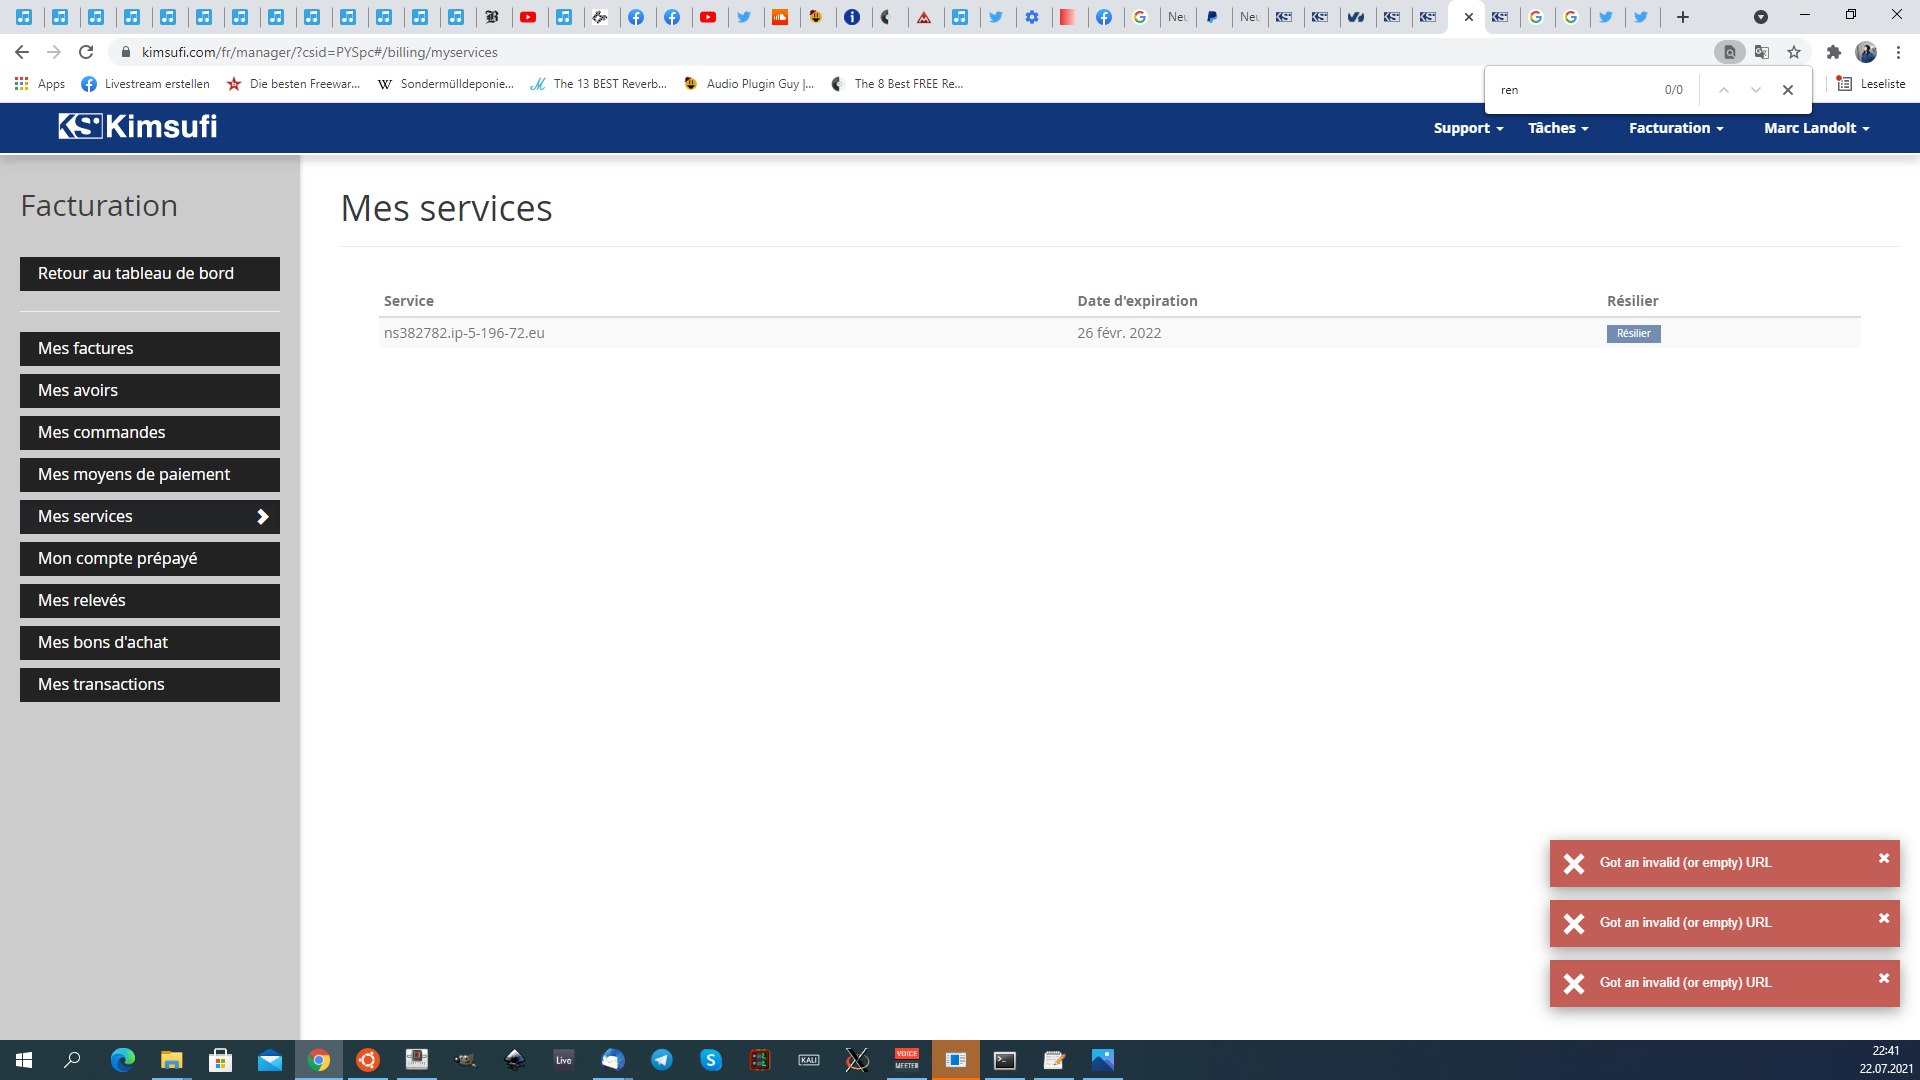 Neu
Neu
kimsufi.com/fr/manager/?csid=PYSpc#/billing/myservices
Apps
Livestream erstellen
Die besten Freewar...
Sondermülldeponie...
The 13 BEST Reverb...
Audio Plugin Guy |...
The 8 Best FREE Re...
ren
0/0
Leseliste
KS Kimsufi
Support
Tâches
Facturation
Marc Landolt
Facturation
Retour au tableau de bord
Mes factures
Mes avoirs
Mes commandes
Mes moyens de paiement
Mes services
Mon compte prépayé
Mes relevés
Mes bons d'achat
Mes transactions
Mes services
Service
Date d'expiration
Résilier
ns382782.ip-5-196-72.eu
26 févr. 2022
Résilier
Got an invalid (or empty) URL
Got an invalid (or empty) URL
Got an invalid (or empty) URL
Live
KALI
VOICE
MEETER
22:41
22.07.2021